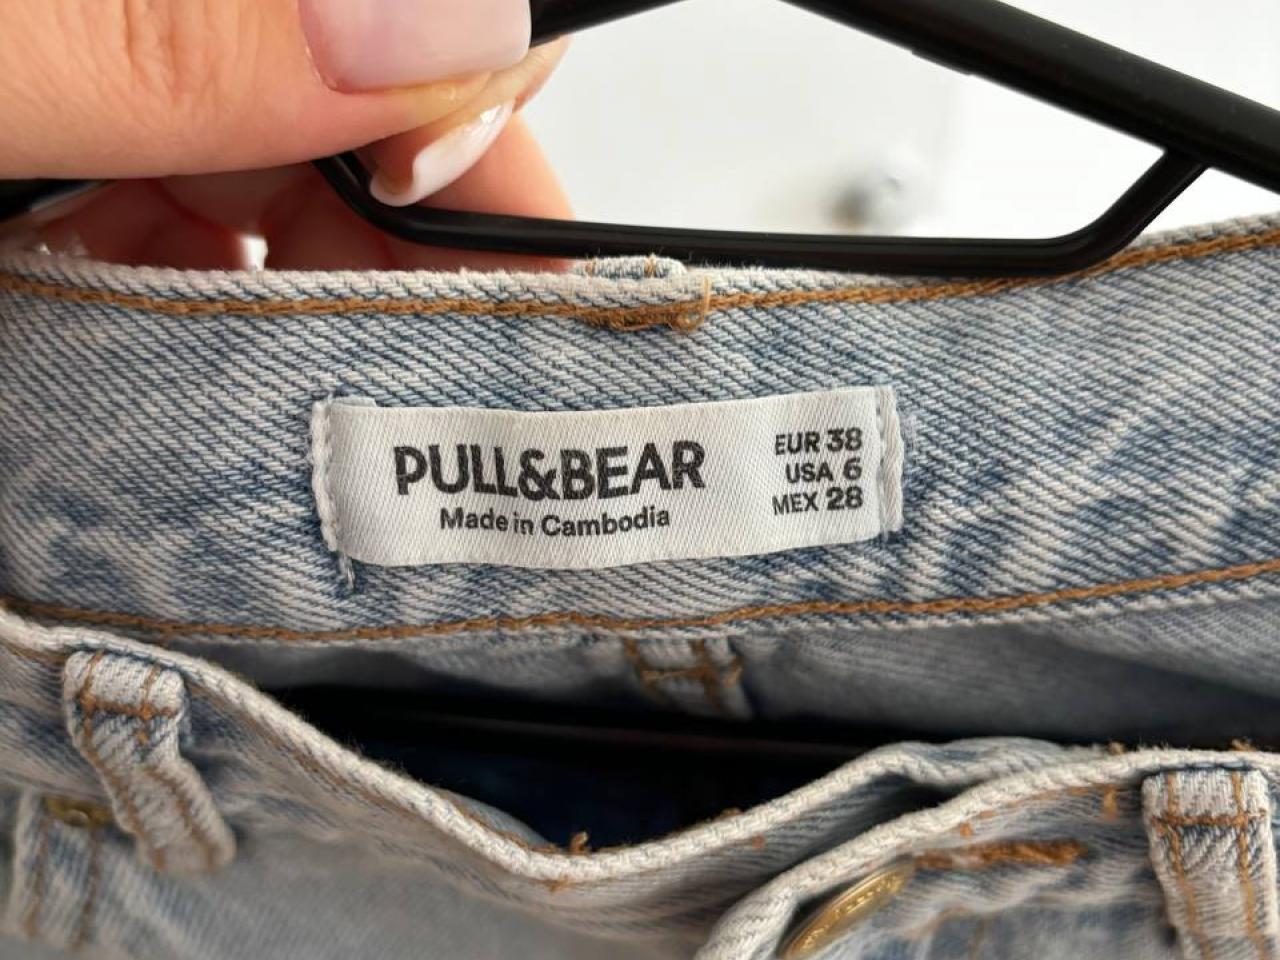 PULL&BEAR
Made in Cambodia
EUR 38
USA 6
MEX 28